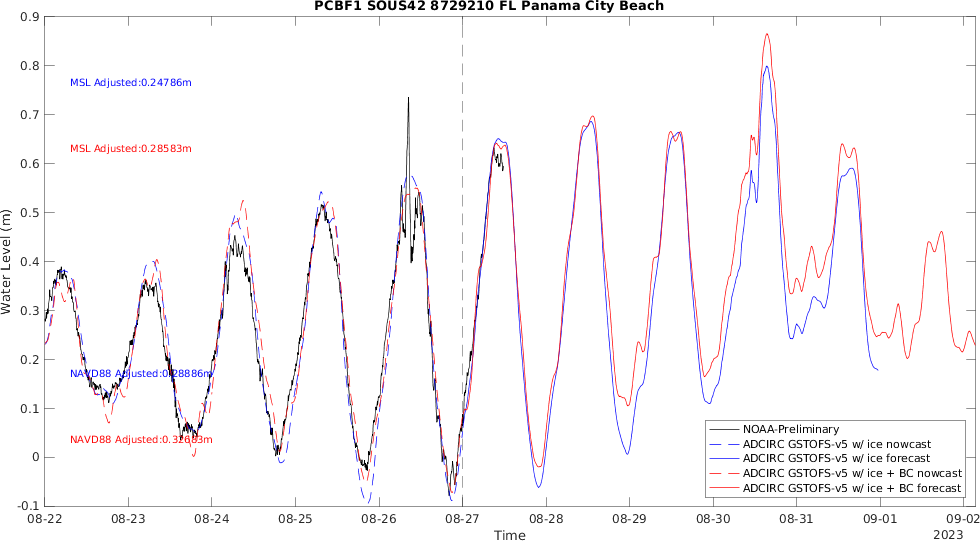 PCBF1 SOUS42 8729210 FL Panama City Beach
0.9
0.8
0.7
0.6
0.5
0.4
0.3
0.2
0.1
0
-0.1
Water Level (m)
MSL Adjusted:0.24786m
MSL Adjusted:0.28583m
NAVD88 Adjusted:0.28886m
NAVD88 Adjusted:0.32683m
NOAA-Preliminary
ADCIRC GSTOFS-v5 w/ ice nowcast
ADCIRC GSTOFS-v5 w/ ice forecast
ADCIRC GSTOFS-v5 w/ ice + BC nowcast
ADCIRC GSTOFS-v5 w/ ice + BC forecast
08-22 08-23 08-24 08-25 08-26 08-27 08-28 08-29 08-30 08-31 09-01 09-02
Time 2023